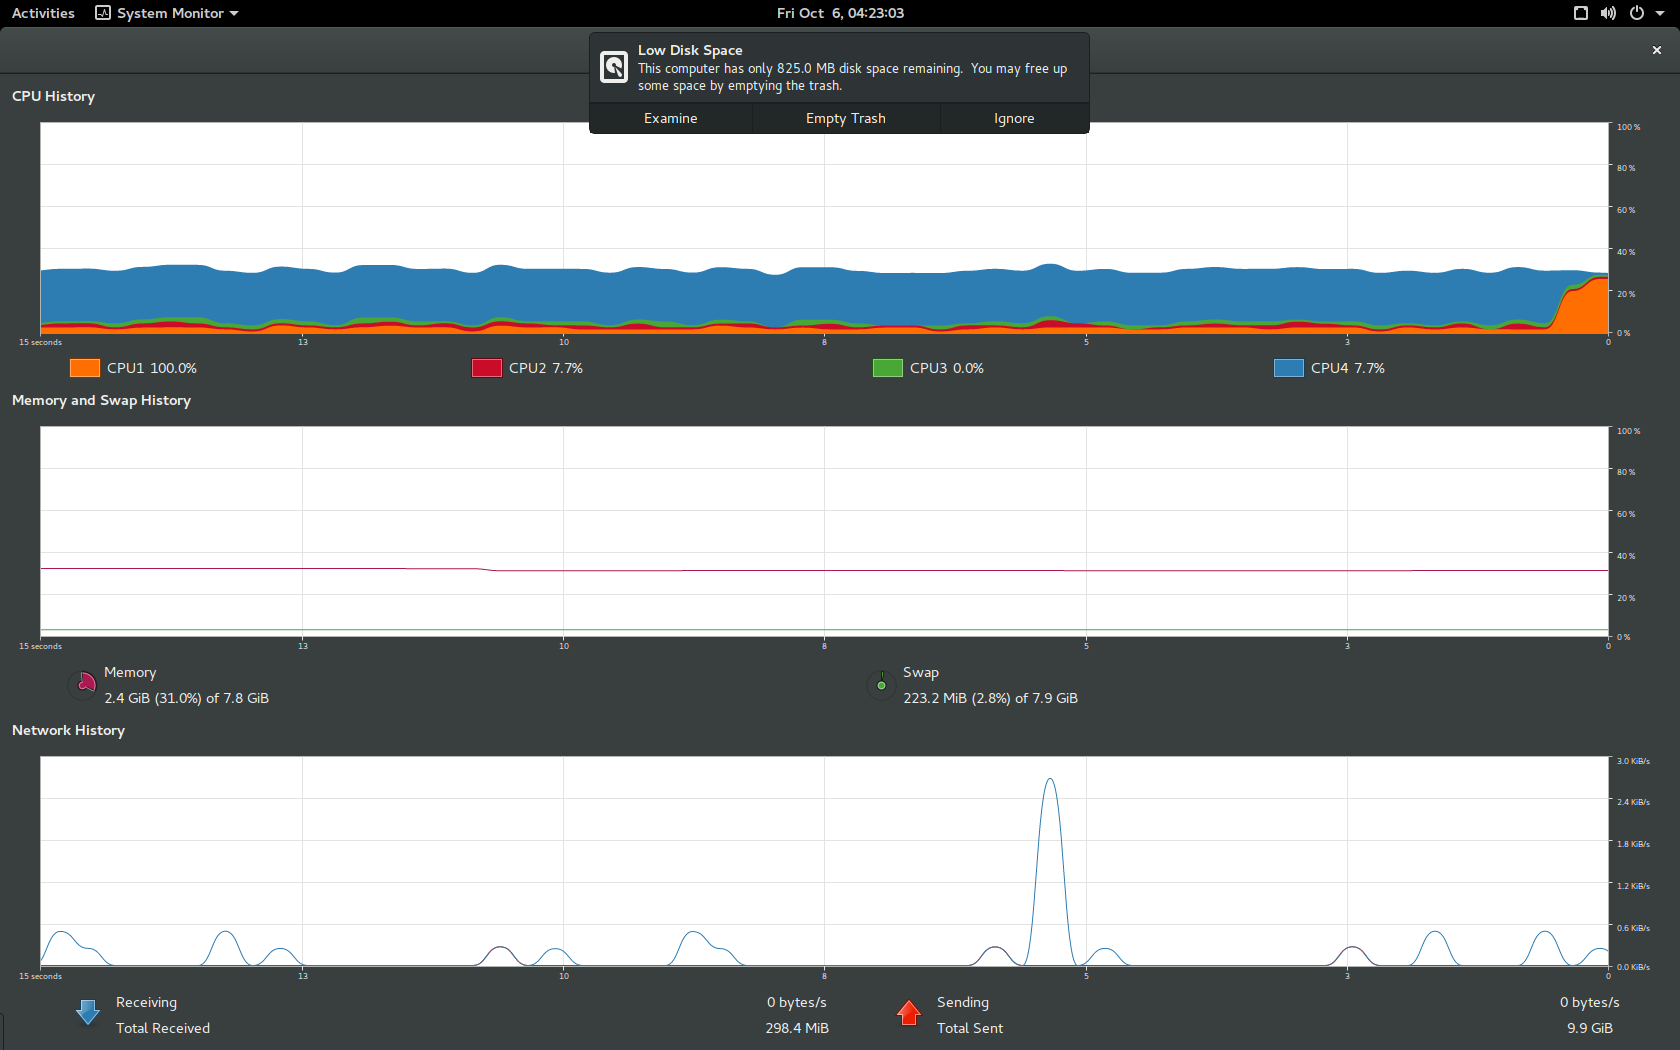 Activities System Monitor Fri Oct 6, 04:23:03
Low Disk Space
This computer has only 825.0 MB disk space remaining. You may free up
some space by emptying the trash.
Examine Empty Trash Ignore
CPU History
100 %
80 %
60 %
40 %
20 %
0 %
15 seconds 13 10 8 5 3 0
CPU1 100.0% CPU2 7.7% CPU3 0.0% CPU4 7.7%
Memory and Swap History
100 %
80 %
60 %
40 %
20 %
0 %
15 seconds 13 10 8 5 3 0
Memory Swap
2.4 GiB (31.0%) of 7.8 GiB 223.2 MiB (2.8%) of 7.9 GiB
Network History
3.0 KiB/s
2.4 KiB/s
1.8 KiB/s
1.2 KiB/s
0.6 KiB/s
0.0 KiB/s
15 seconds 13 10 8 5 3 0
Receiving 0 bytes/s Sending 0 bytes/s
Total Received 298.4 MiB Total Sent 9.9 GiB